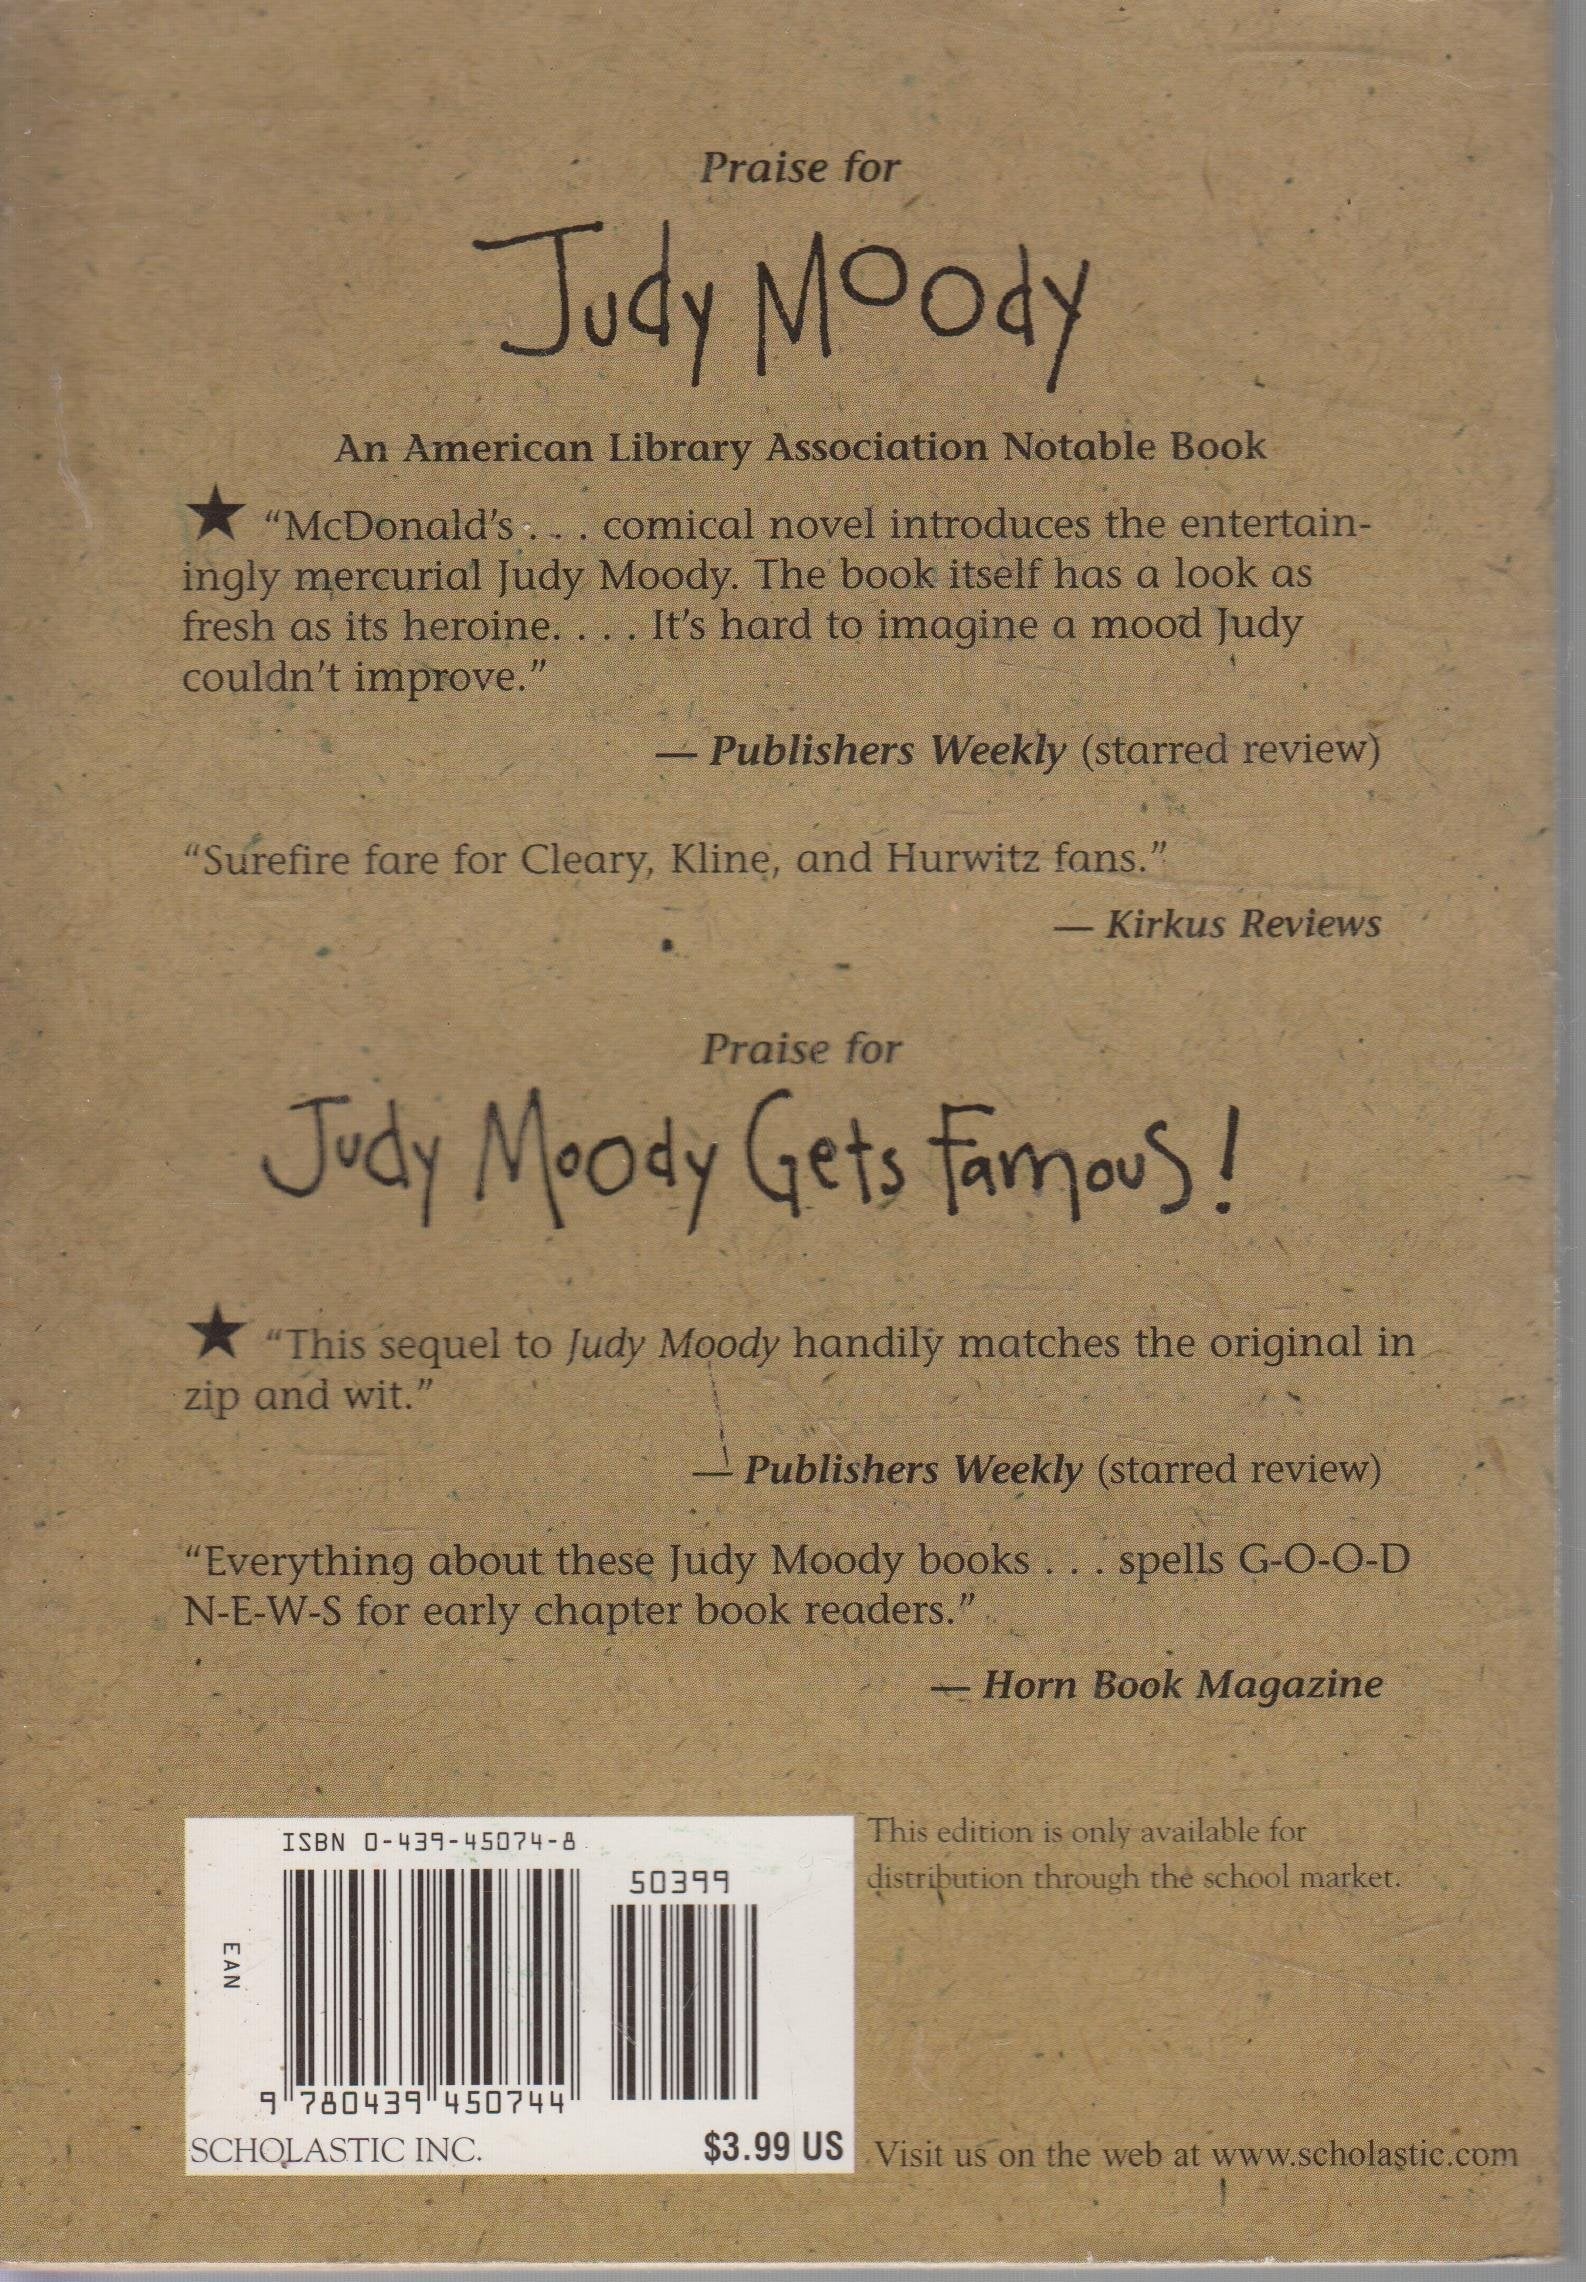 Praise for
Judy Moody
An American Library Association Notable Book
★ “McDonald’s . . . comical novel introduces the entertain-
ingly mercurial Judy Moody. The book itself has a look as
fresh as its heroine. . . . It’s hard to imagine a mood Judy
couldn’t improve.”
— Publishers Weekly (starred review)
“Surefire fare for Cleary, Kline, and Hurwitz fans.”
— Kirkus Reviews
Praise for
Judy Moody Gets Famous!
★ “This sequel to Judy Moody handily matches the original in
zip and wit.”
— Publishers Weekly (starred review)
“Everything about these Judy Moody books . . . spells G-O-O-D
N-E-W-S for early chapter book readers.”
— Horn Book Magazine
ISBN 0-439-45074-8
50399
EAN
9 780439 450744
SCHOLASTIC INC.
$3.99 US
This edition is only available for
distribution through the school market.
Visit us on the web at www.scholastic.com